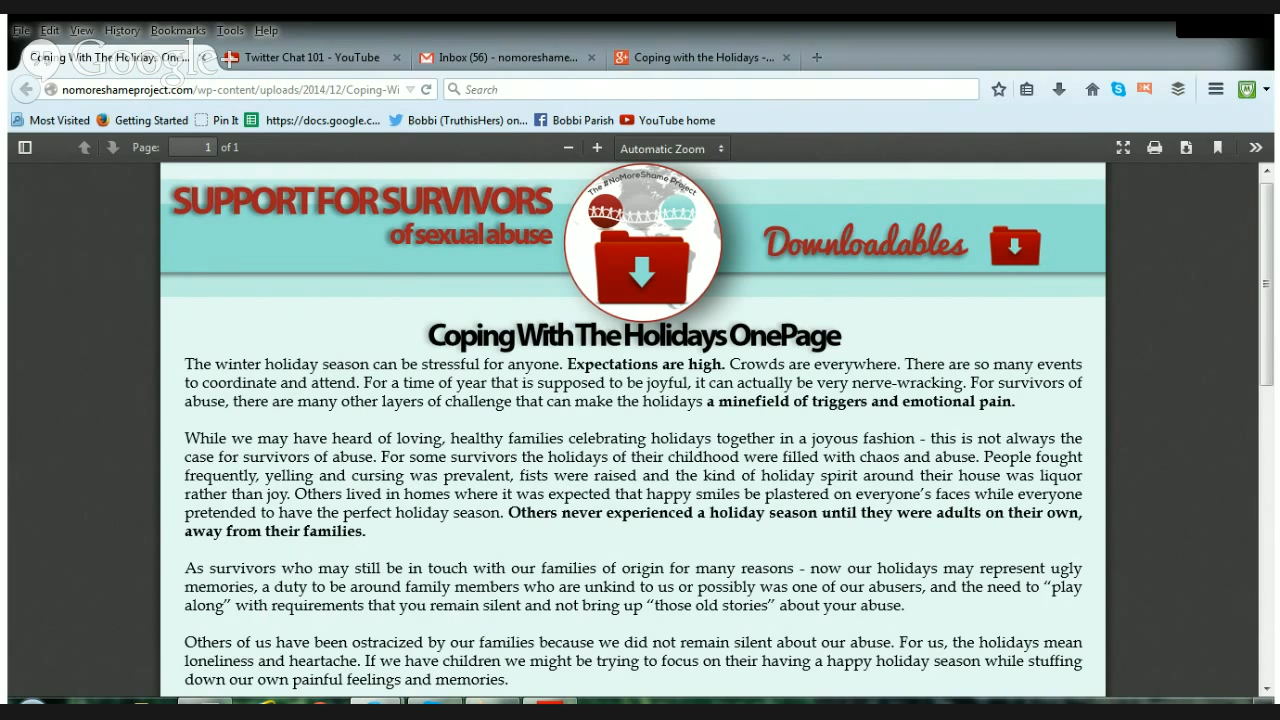 File Edit View History Bookmarks Tools Help
Google
Coping With The Holidays One... Twitter Chat 101 - YouTube Inbox (56) - nomoreshame... Coping with the Holidays -...
nomoreshameproject.com/wp-content/uploads/2014/12/Coping-Wi Search
Most Visited Getting Started Pin It https://docs.google.c... Bobbi (TruthisHers) on... Bobbi Parish YouTube home
Page: 1 of 1 Automatic Zoom
The #NoMoreShame Project
SUPPORT FOR SURVIVORS
of sexual abuse
Downloadables
Coping With The Holidays OnePage
The winter holiday season can be stressful for anyone. Expectations are high. Crowds are everywhere. There are so many events
to coordinate and attend. For a time of year that is supposed to be joyful, it can actually be very nerve-wracking. For survivors of
abuse, there are many other layers of challenge that can make the holidays a minefield of triggers and emotional pain.
While we may have heard of loving, healthy families celebrating holidays together in a joyous fashion - this is not always the
case for survivors of abuse. For some survivors the holidays of their childhood were filled with chaos and abuse. People fought
frequently, yelling and cursing was prevalent, fists were raised and the kind of holiday spirit around their house was liquor
rather than joy. Others lived in homes where it was expected that happy smiles be plastered on everyone's faces while everyone
pretended to have the perfect holiday season. Others never experienced a holiday season until they were adults on their own,
away from their families.
As survivors who may still be in touch with our families of origin for many reasons - now our holidays may represent ugly
memories, a duty to be around family members who are unkind to us or possibly was one of our abusers, and the need to "play
along" with requirements that you remain silent and not bring up "those old stories" about your abuse.
Others of us have been ostracized by our families because we did not remain silent about our abuse. For us, the holidays mean
loneliness and heartache. If we have children we might be trying to focus on their having a happy holiday season while stuffing
down our own painful feelings and memories.